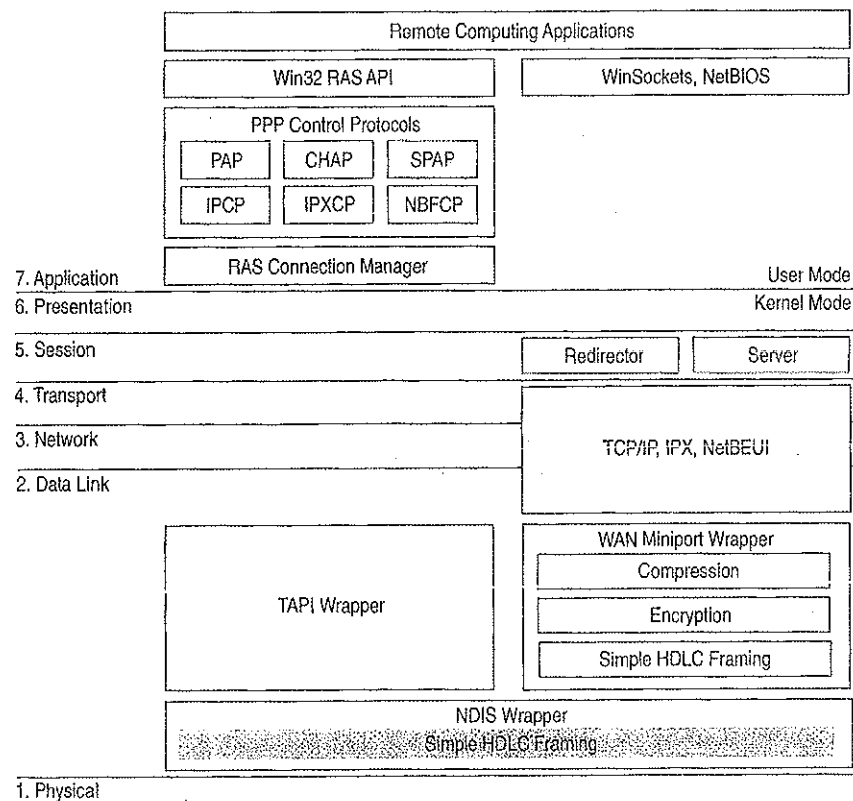 Remote Computing Applications
Win32 RAS API
WinSockets, NetBIOS
PPP Control Protocols
PAP
CHAP
SPAP
IPCP
IPXCP
NBFCP
RAS Connection Manager
7. Application
User Mode
6. Presentation
Kernel Mode
5. Session
Redirector
Server
4. Transport
3. Network
TCP/IP, IPX, NetBEUI
2. Data Link
WAN Miniport Wrapper
Compression
TAPI Wrapper
Encryption
Simple HDLC Framing
NDIS Wrapper
Simple HDLC Framing
1. Physical